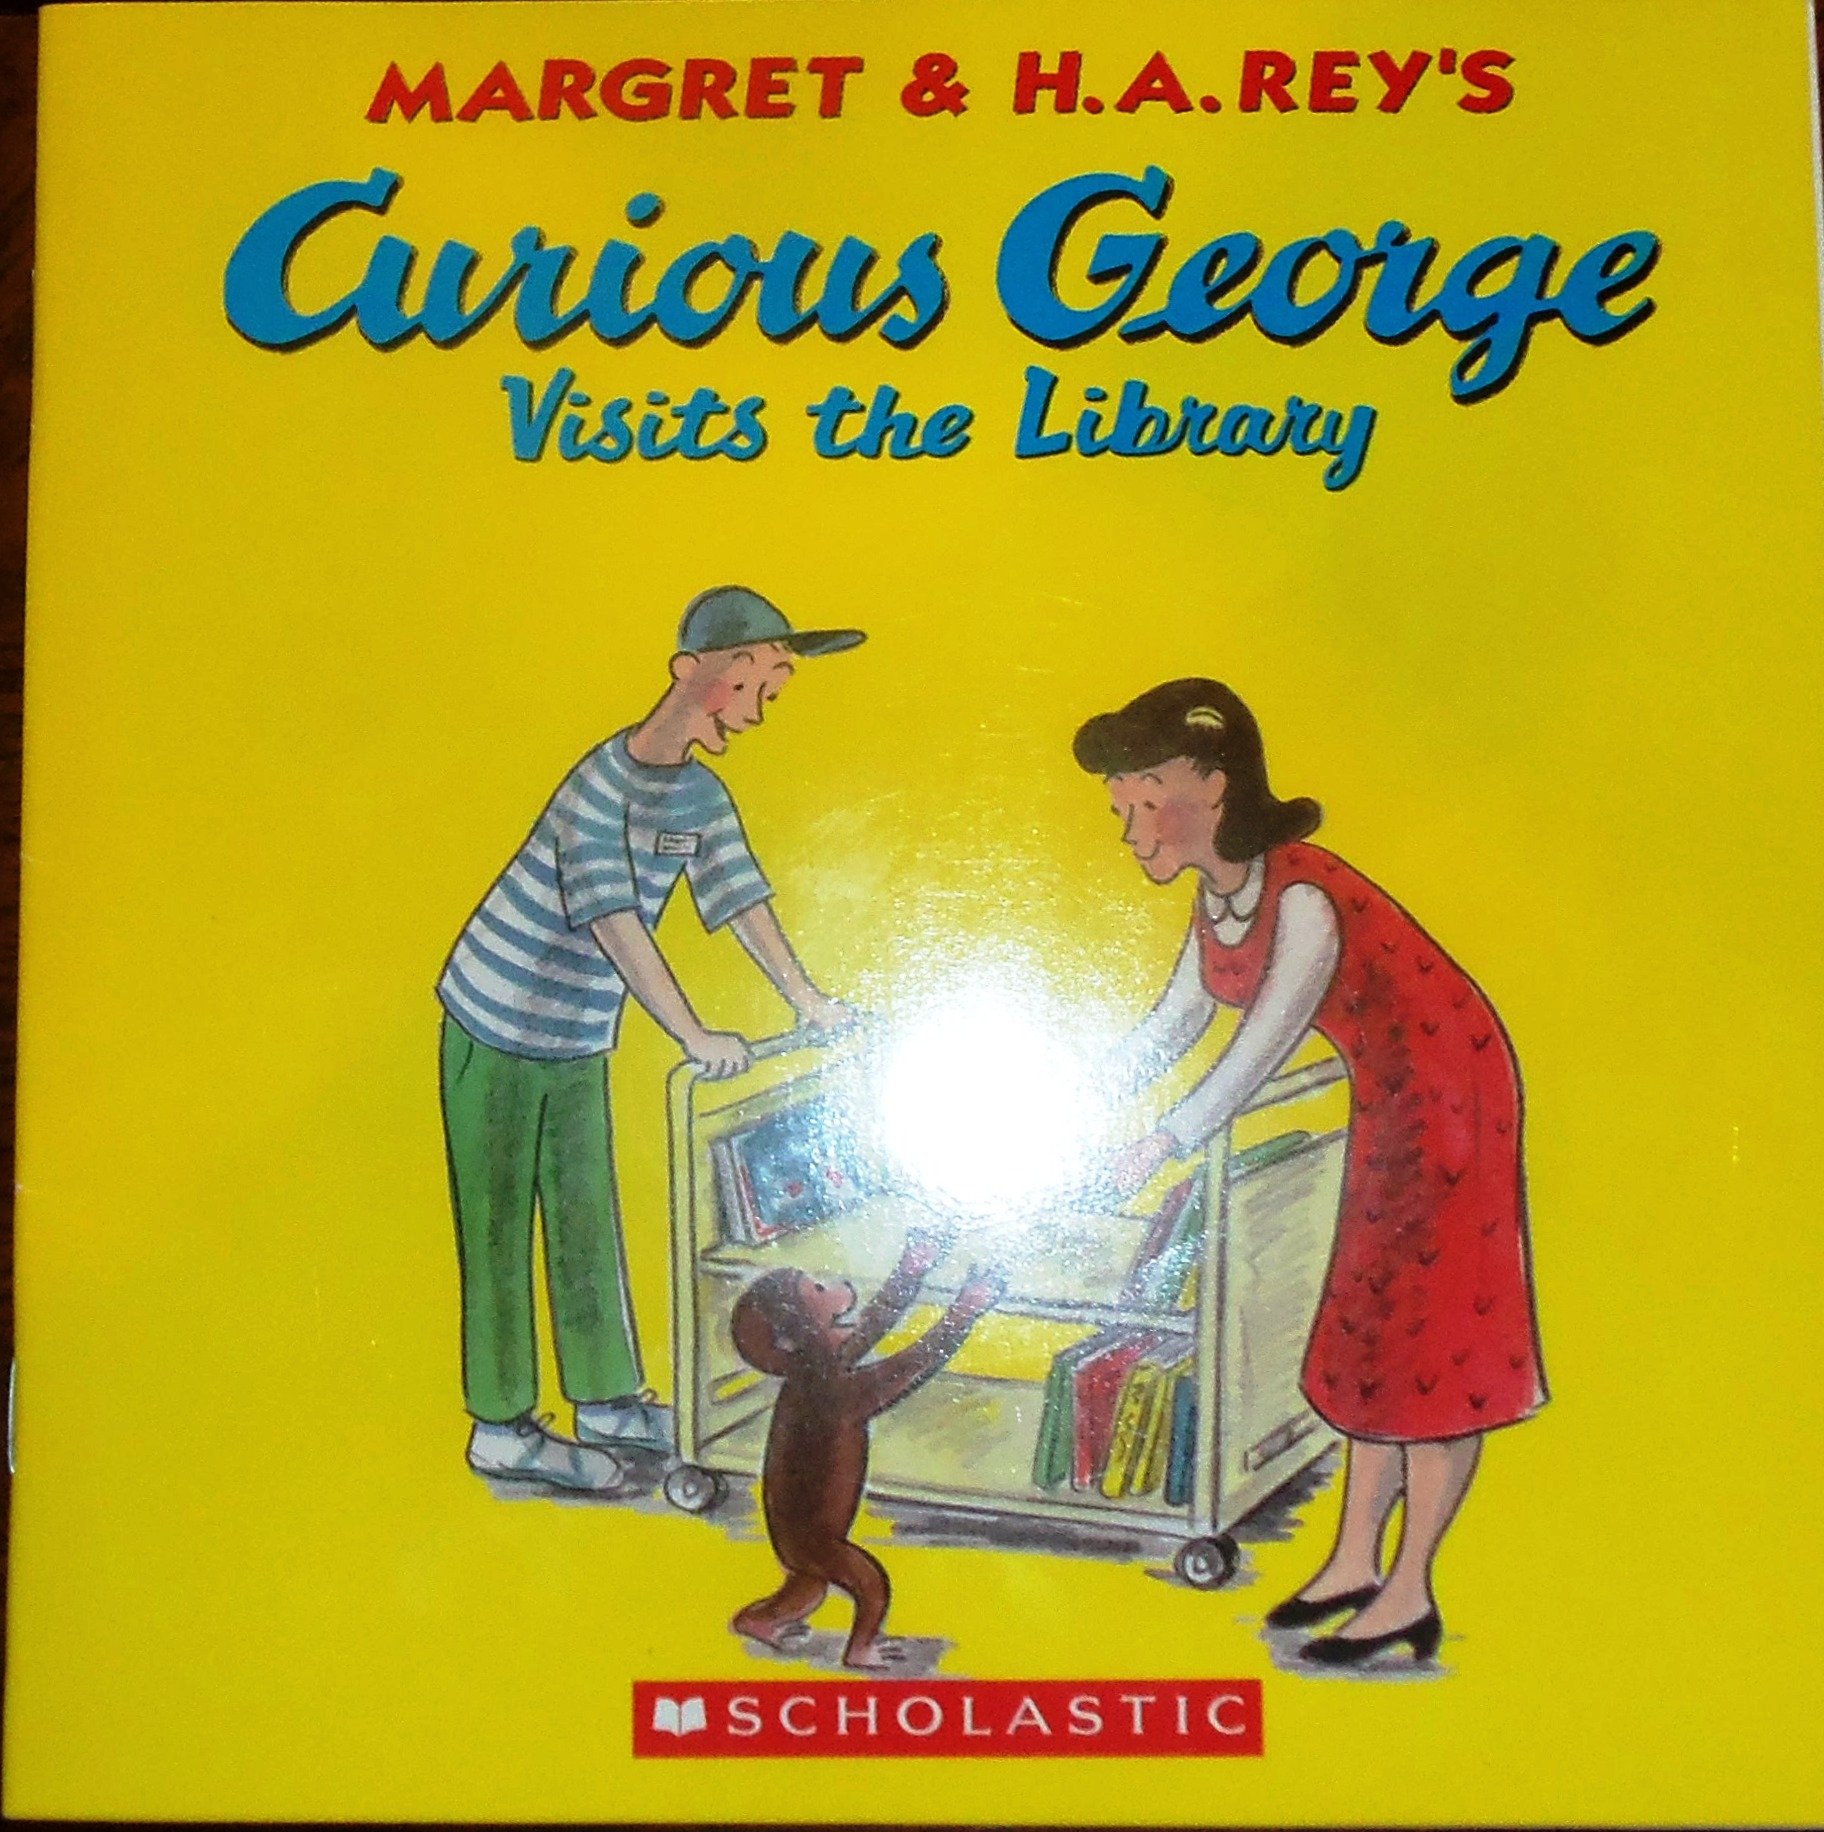 MARGRET & H.A.REY'S
Curious George
Visits the Library
SCHOLASTIC